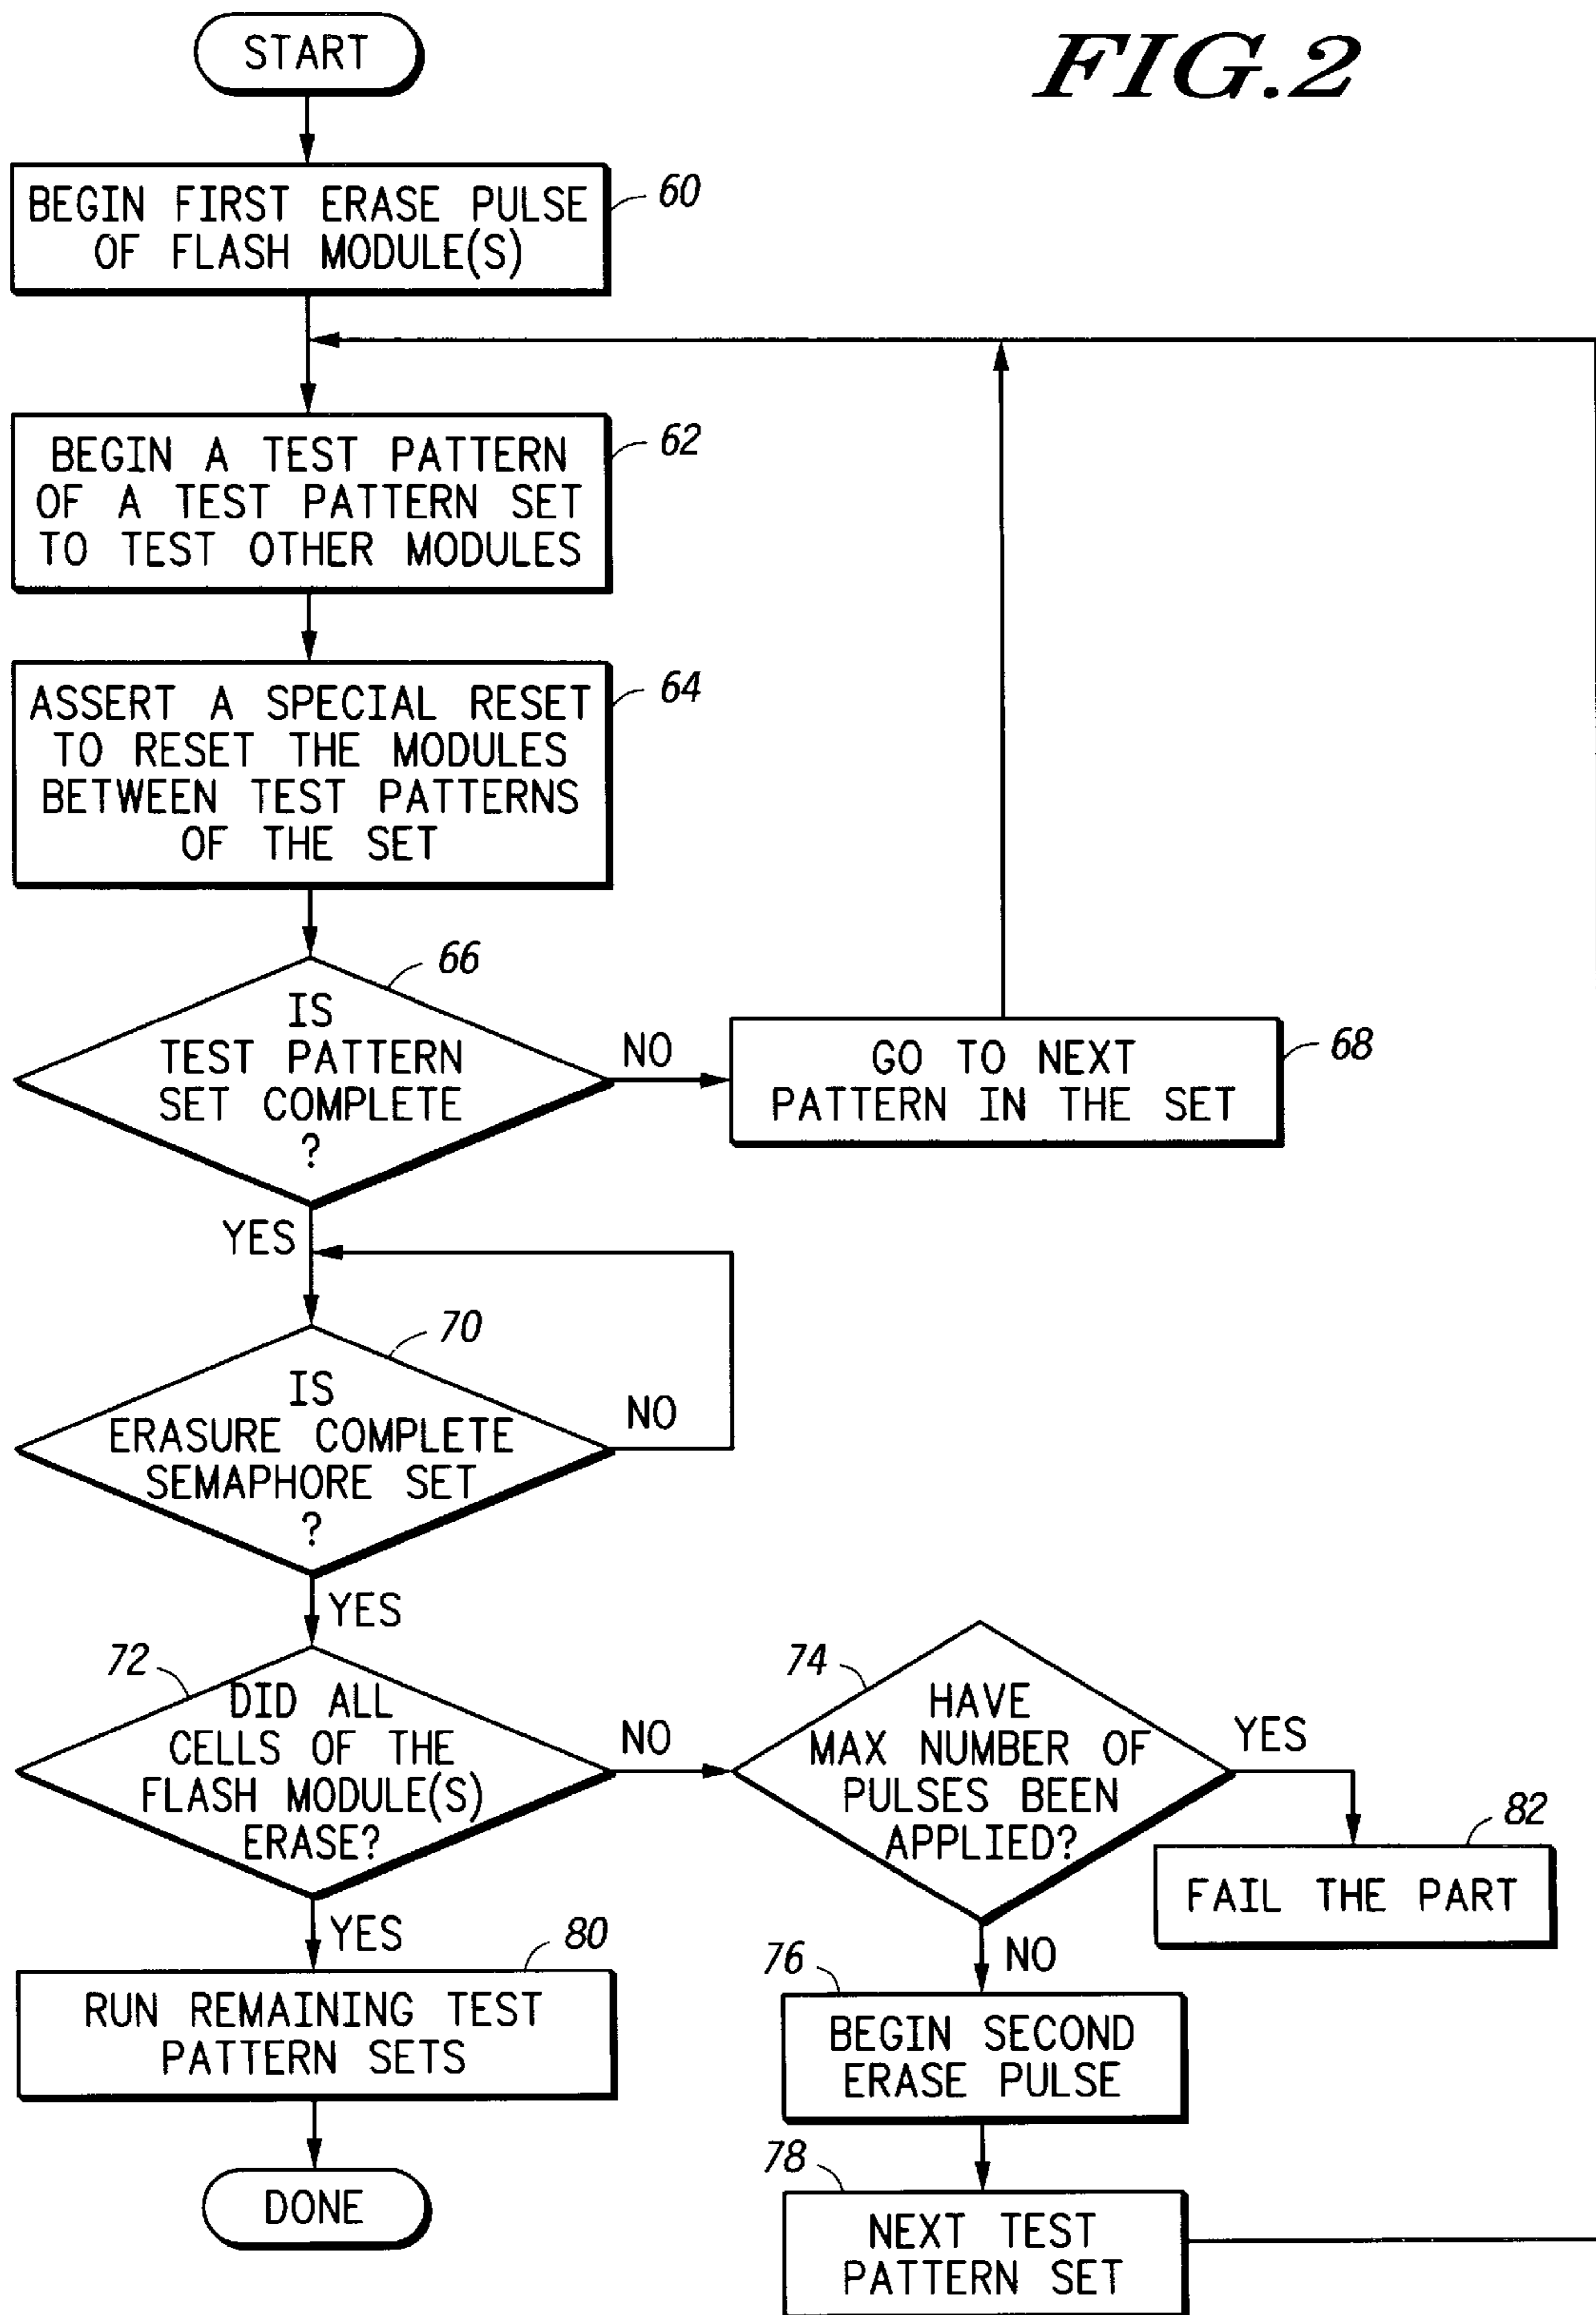 START
FIG.2
BEGIN FIRST ERASE PULSE
OF FLASH MODULE(S)
60
BEGIN A TEST PATTERN
OF A TEST PATTERN SET
TO TEST OTHER MODULES
62
ASSERT A SPECIAL RESET
TO RESET THE MODULES
BETWEEN TEST PATTERNS
OF THE SET
64
66
IS
TEST PATTERN
SET COMPLETE
?
NO
GO TO NEXT
PATTERN IN THE SET
68
YES
70
IS
ERASURE COMPLETE
SEMAPHORE SET
?
NO
YES
72
DID ALL
CELLS OF THE
FLASH MODULE(S)
ERASE?
NO
74
HAVE
MAX NUMBER OF
PULSES BEEN
APPLIED?
YES
82
FAIL THE PART
YES
80
RUN REMAINING TEST
PATTERN SETS
NO
76
BEGIN SECOND
ERASE PULSE
78
NEXT TEST
PATTERN SET
DONE